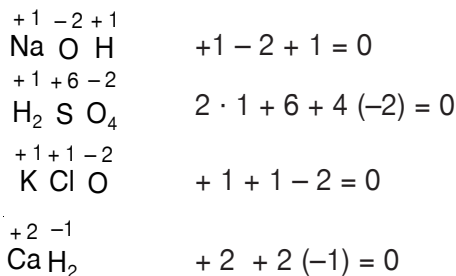 +1 –2 +1
Na O H +1 – 2 + 1 = 0
+1 +6 –2
H₂ S O₄ 2 · 1 + 6 + 4 (–2) = 0
+1 +1 –2
K Cl O + 1 + 1 – 2 = 0
+2 –1
Ca H₂ + 2 + 2 (–1) = 0